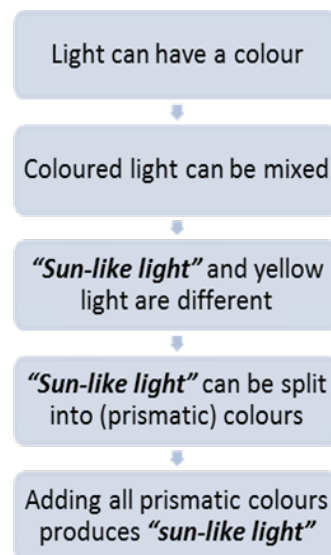 Light can have a colour
Coloured light can be mixed
“Sun-like light” and yellow
light are different
“Sun-like light” can be split
into (prismatic) colours
Adding all prismatic colours
produces “sun-like light”